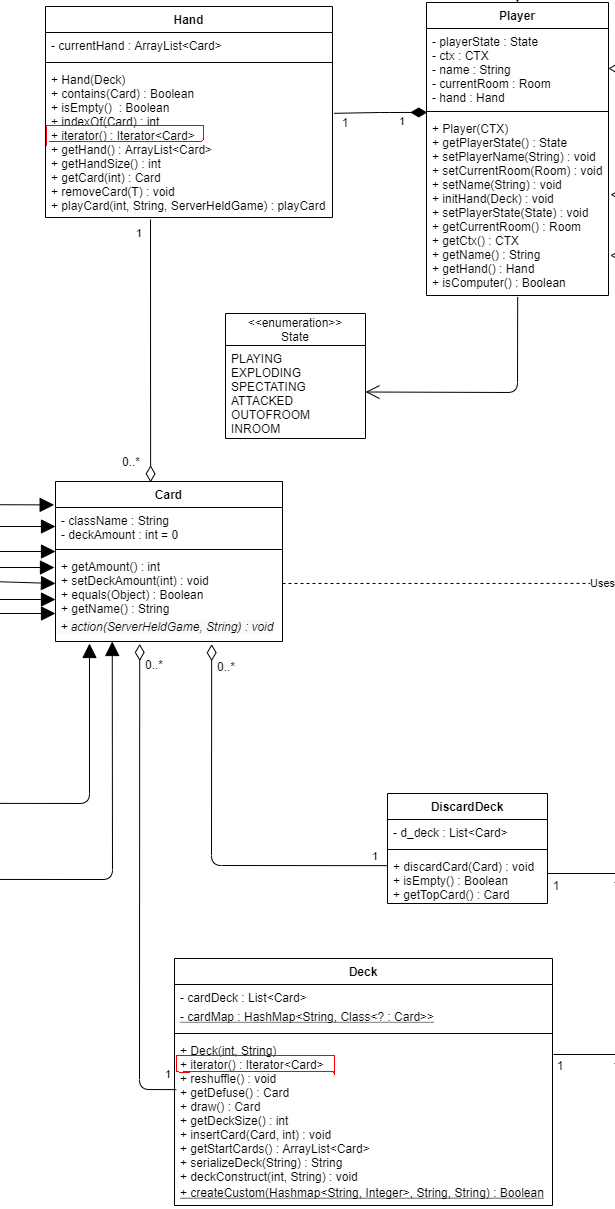 Hand
- currentHand : ArrayList<Card>
+ Hand(Deck)
+ contains(Card) : Boolean
+ isEmpty() : Boolean
+ indexOf(Card) : int
+ iterator() : Iterator<Card>
+ getHand() : ArrayList<Card>
+ getHandSize() : int
+ getCard(int) : Card
+ removeCard(T) : void
+ playCard(int, String, ServerHeldGame) : playCard
1
1
Player
- playerState : State
- ctx : CTX
- name : String
- currentRoom : Room
- hand : Hand
+ Player(CTX)
+ getPlayerState() : State
+ setPlayerName(String) : void
+ setCurrentRoom(Room) : void
+ setName(String) : void
+ initHand(Deck) : void
+ setPlayerState(State) : void
+ getCurrentRoom() : Room
+ getCtx() : CTX
+ getName() : String
+ getHand() : Hand
+ isComputer() : Boolean
1
<<enumeration>>
State
PLAYING
EXPLODING
SPECTATING
ATTACKED
OUTOFROOM
INROOM
0..*
Card
- className : String
- deckAmount : int = 0
+ getAmount() : int
+ setDeckAmount(int) : void
+ equals(Object) : Boolean
+ getName() : String
+ action(ServerHeldGame, String) : void
Uses
0..*
0..*
DiscardDeck
- d_deck : List<Card>
+ discardCard(Card) : void
+ isEmpty() : Boolean
+ getTopCard() : Card
1
1
Deck
- cardDeck : List<Card>
- cardMap : HashMap<String, Class<? : Card>>
+ Deck(int, String)
+ iterator() : Iterator<Card>
+ reshuffle() : void
+ getDefuse() : Card
+ draw() : Card
+ getDeckSize() : int
+ insertCard(Card, int) : void
+ getStartCards() : ArrayList<Card>
+ serializeDeck(String) : String
+ deckConstruct(int, String) : void
+ createCustom(Hashmap<String, Integer>, String, String) : Boolean
1
1